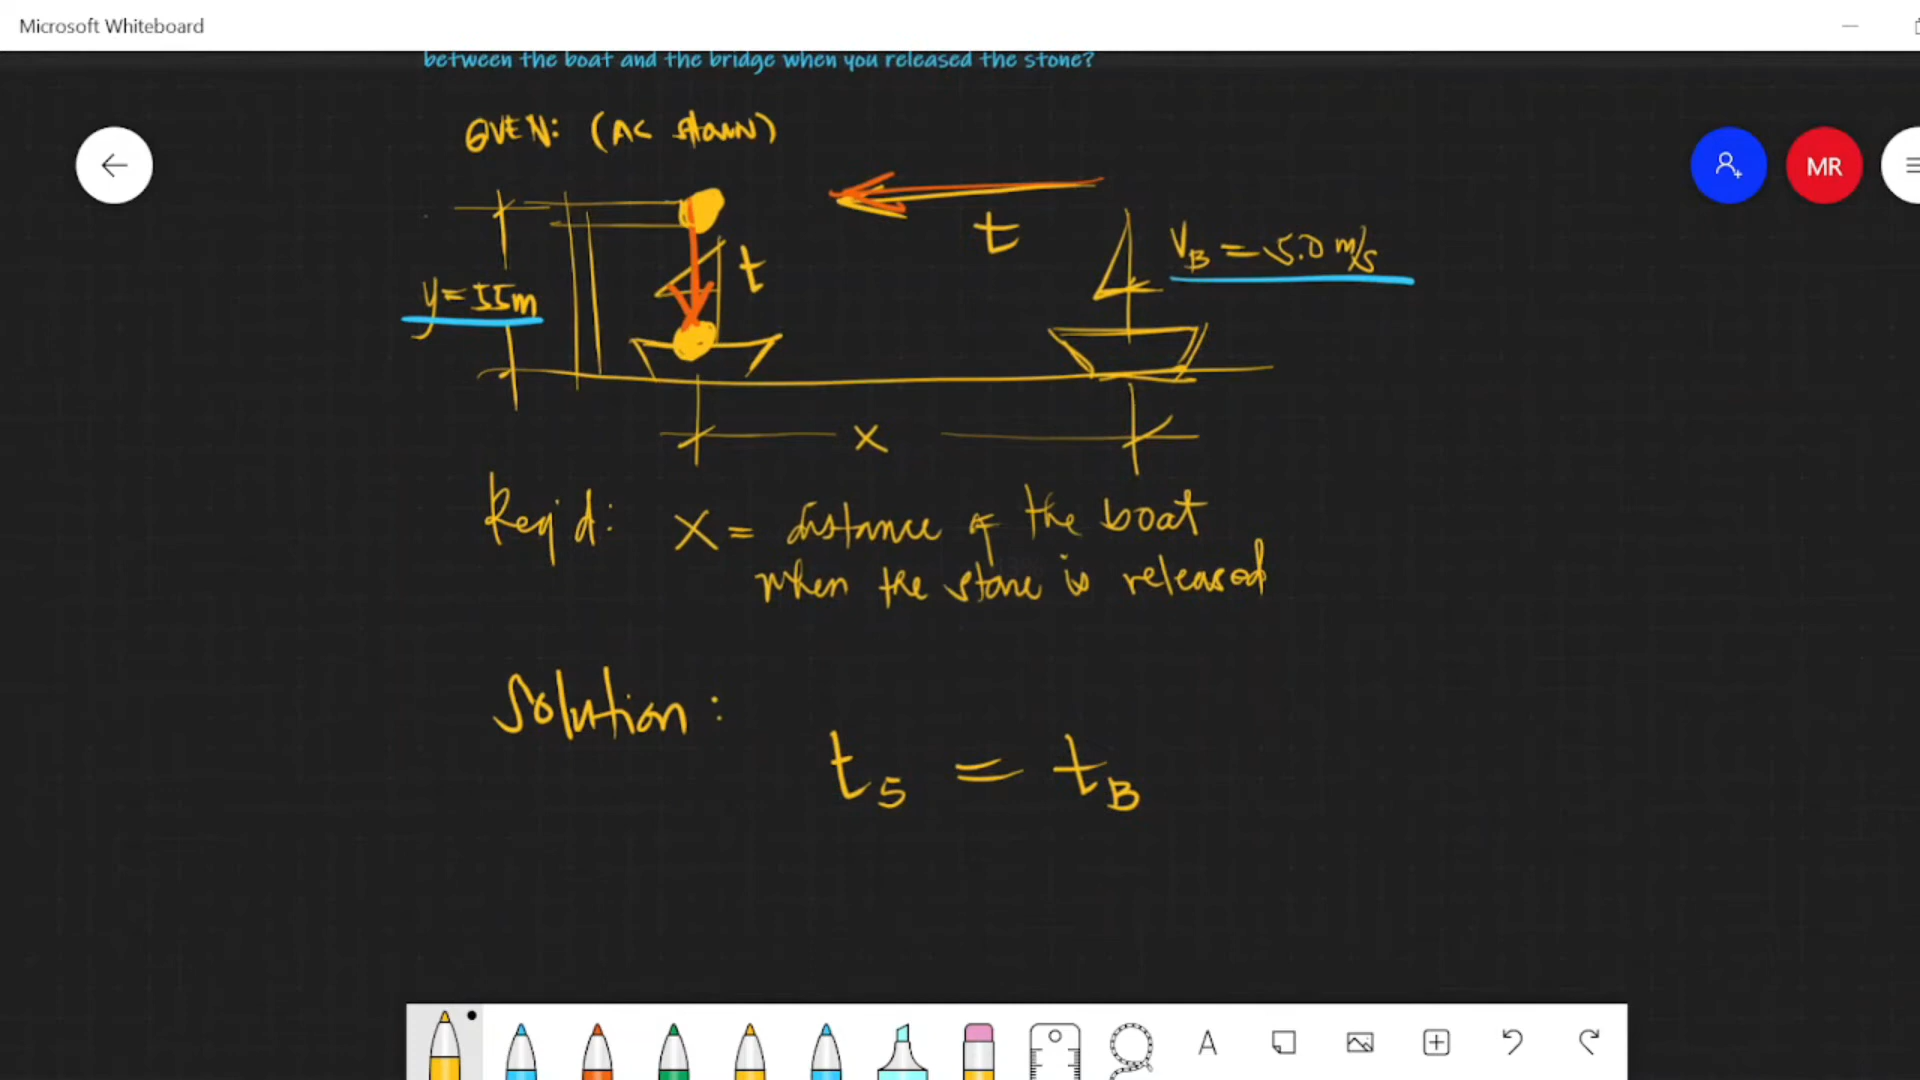 Microsoft Whiteboard
between the boat and the bridge when you released the stone?
GIVEN: (AS shown)
MR
t
t
VB = 5.0 m/s
y = 55m
x
Req'd: X = distance of the boat
when the stone is released
Solution:
ts = tB
A